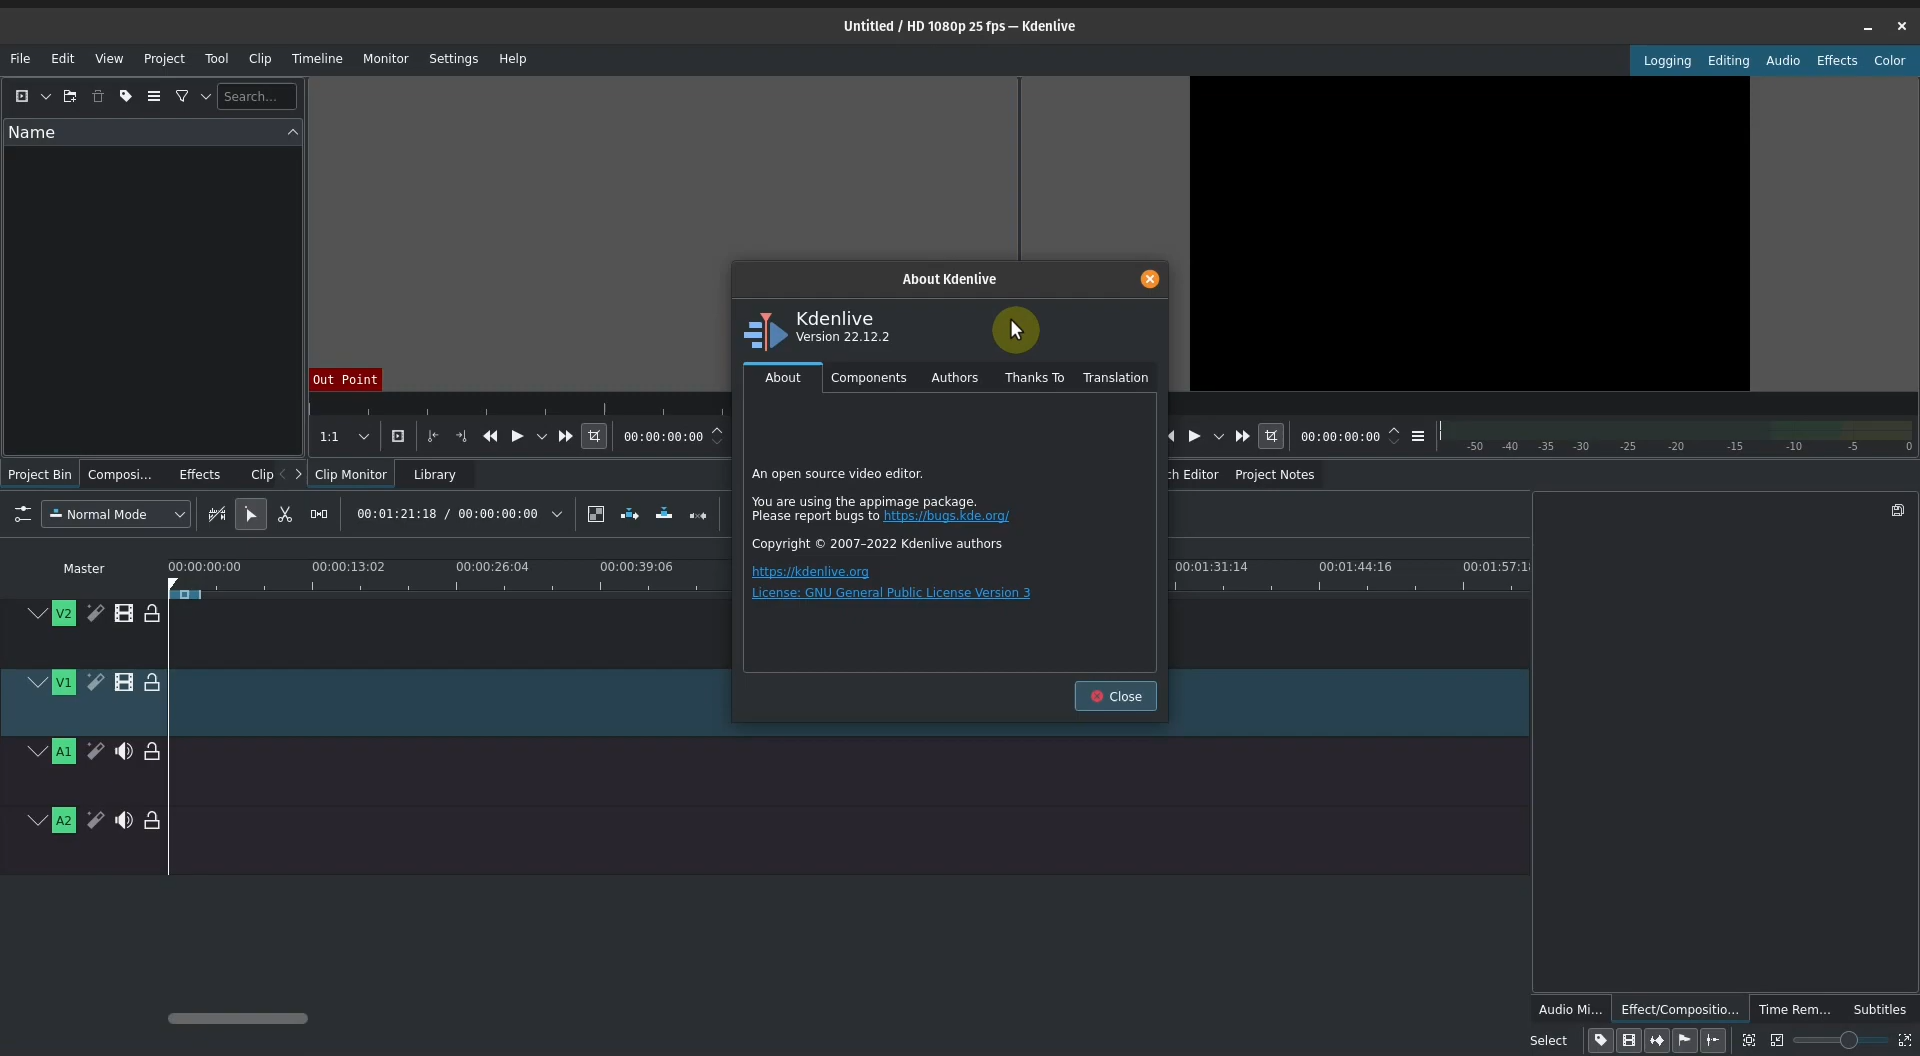 Untitled / HD 1080p 25 fps — Kdenlive
File Edit View Project Tool Clip Timeline Monitor Settings Help
Logging Editing Audio Effects Color
Search...
Name
About Kdenlive
Kdenlive
Version 22.12.2
About Components Authors Thanks To Translation
Out Point
1:1
00:00:00:00
00:00:00:00
-50 -40 -35 -30 -25 -20 -15 -10 -5 0
An open source video editor.
You are using the appimage package.
Please report bugs to https://bugs.kde.org/
Copyright © 2007–2022 Kdenlive authors
https://kdenlive.org
License: GNU General Public License Version 3
Close
Project Bin Composi... Effects Clip
Clip Monitor Library
ch Editor Project Notes
Normal Mode
00:01:21:18 / 00:00:00:00
Master
00:00:00:00 00:00:13:02 00:00:26:04 00:00:39:06 00:01:31:14 00:01:44:16 00:01:57:18
V2
V1
A1
A2
Audio Mi... Effect/Compositio... Time Rem... Subtitles
Select